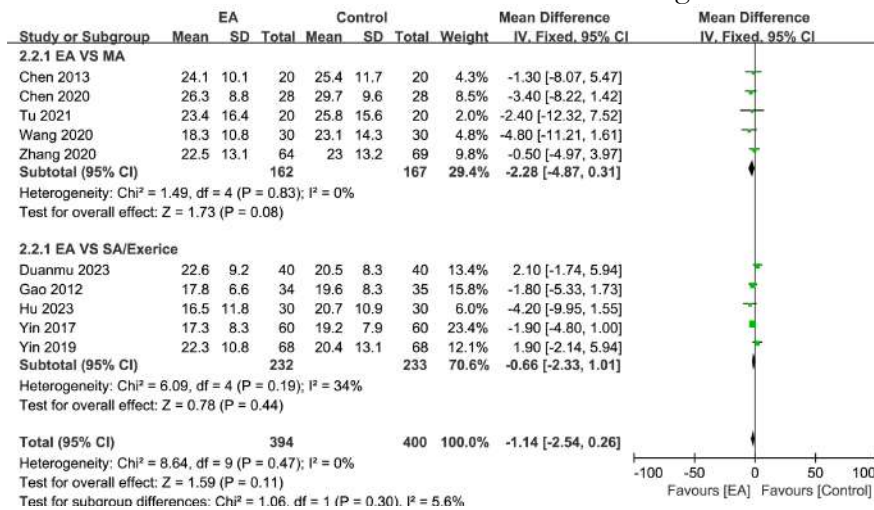 EA Control Mean Difference Mean Difference
Study or Subgroup Mean SD Total Mean SD Total Weight IV, Fixed, 95% CI IV, Fixed, 95% CI
2.2.1 EA VS MA
Chen 2013 24.1 10.1 20 25.4 11.7 20 4.3% -1.30 [-8.07, 5.47]
Chen 2020 26.3 8.8 28 29.7 9.6 28 8.5% -3.40 [-8.22, 1.42]
Tu 2021 23.4 16.4 20 25.8 15.6 20 2.0% -2.40 [-12.32, 7.52]
Wang 2020 18.3 10.8 30 23.1 14.3 30 4.8% -4.80 [-11.21, 1.61]
Zhang 2020 22.5 13.1 64 23 13.2 69 9.8% -0.50 [-4.97, 3.97]
Subtotal (95% CI) 162 167 29.4% -2.28 [-4.87, 0.31]
Heterogeneity: Chi² = 1.49, df = 4 (P = 0.83); I² = 0%
Test for overall effect: Z = 1.73 (P = 0.08)
2.2.1 EA VS SA/Exerice
Duanmu 2023 22.6 9.2 40 20.5 8.3 40 13.4% 2.10 [-1.74, 5.94]
Gao 2012 17.8 6.6 34 19.6 8.3 35 15.8% -1.80 [-5.33, 1.73]
Hu 2023 16.5 11.8 30 20.7 10.9 30 6.0% -4.20 [-9.95, 1.55]
Yin 2017 17.3 8.3 60 19.2 7.9 60 23.4% -1.90 [-4.80, 1.00]
Yin 2019 22.3 10.8 68 20.4 13.1 68 12.1% 1.90 [-2.14, 5.94]
Subtotal (95% CI) 232 233 70.6% -0.66 [-2.33, 1.01]
Heterogeneity: Chi² = 6.09, df = 4 (P = 0.19); I² = 34%
Test for overall effect: Z = 0.78 (P = 0.44)
Total (95% CI) 394 400 100.0% -1.14 [-2.54, 0.26]
Heterogeneity: Chi² = 8.64, df = 9 (P = 0.47); I² = 0%
Test for overall effect: Z = 1.59 (P = 0.11)
Test for subgroup differences: Chi² = 1.06, df = 1 (P = 0.30), I² = 5.6%
-100 -50 0 50 100
Favours [EA] Favours [Control]